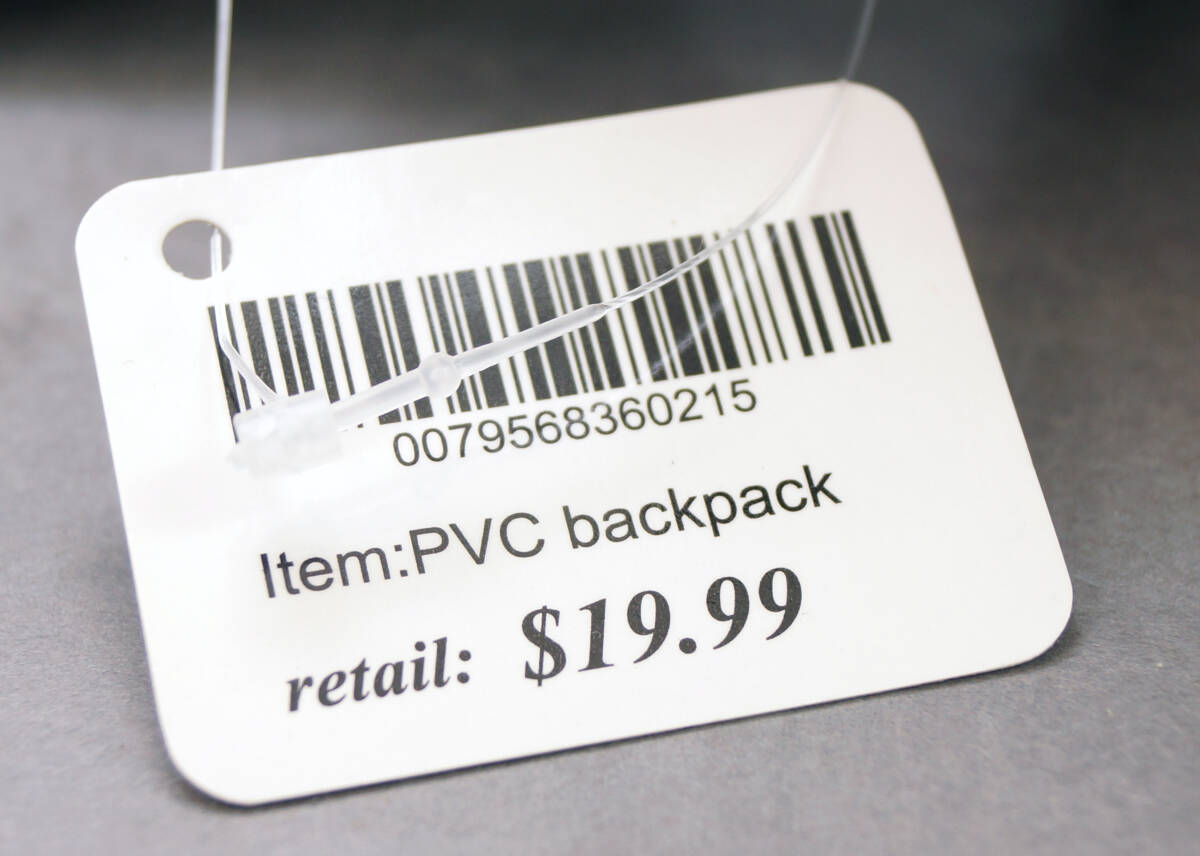 0079568360215
Item:PVC backpack
retail: $19.99